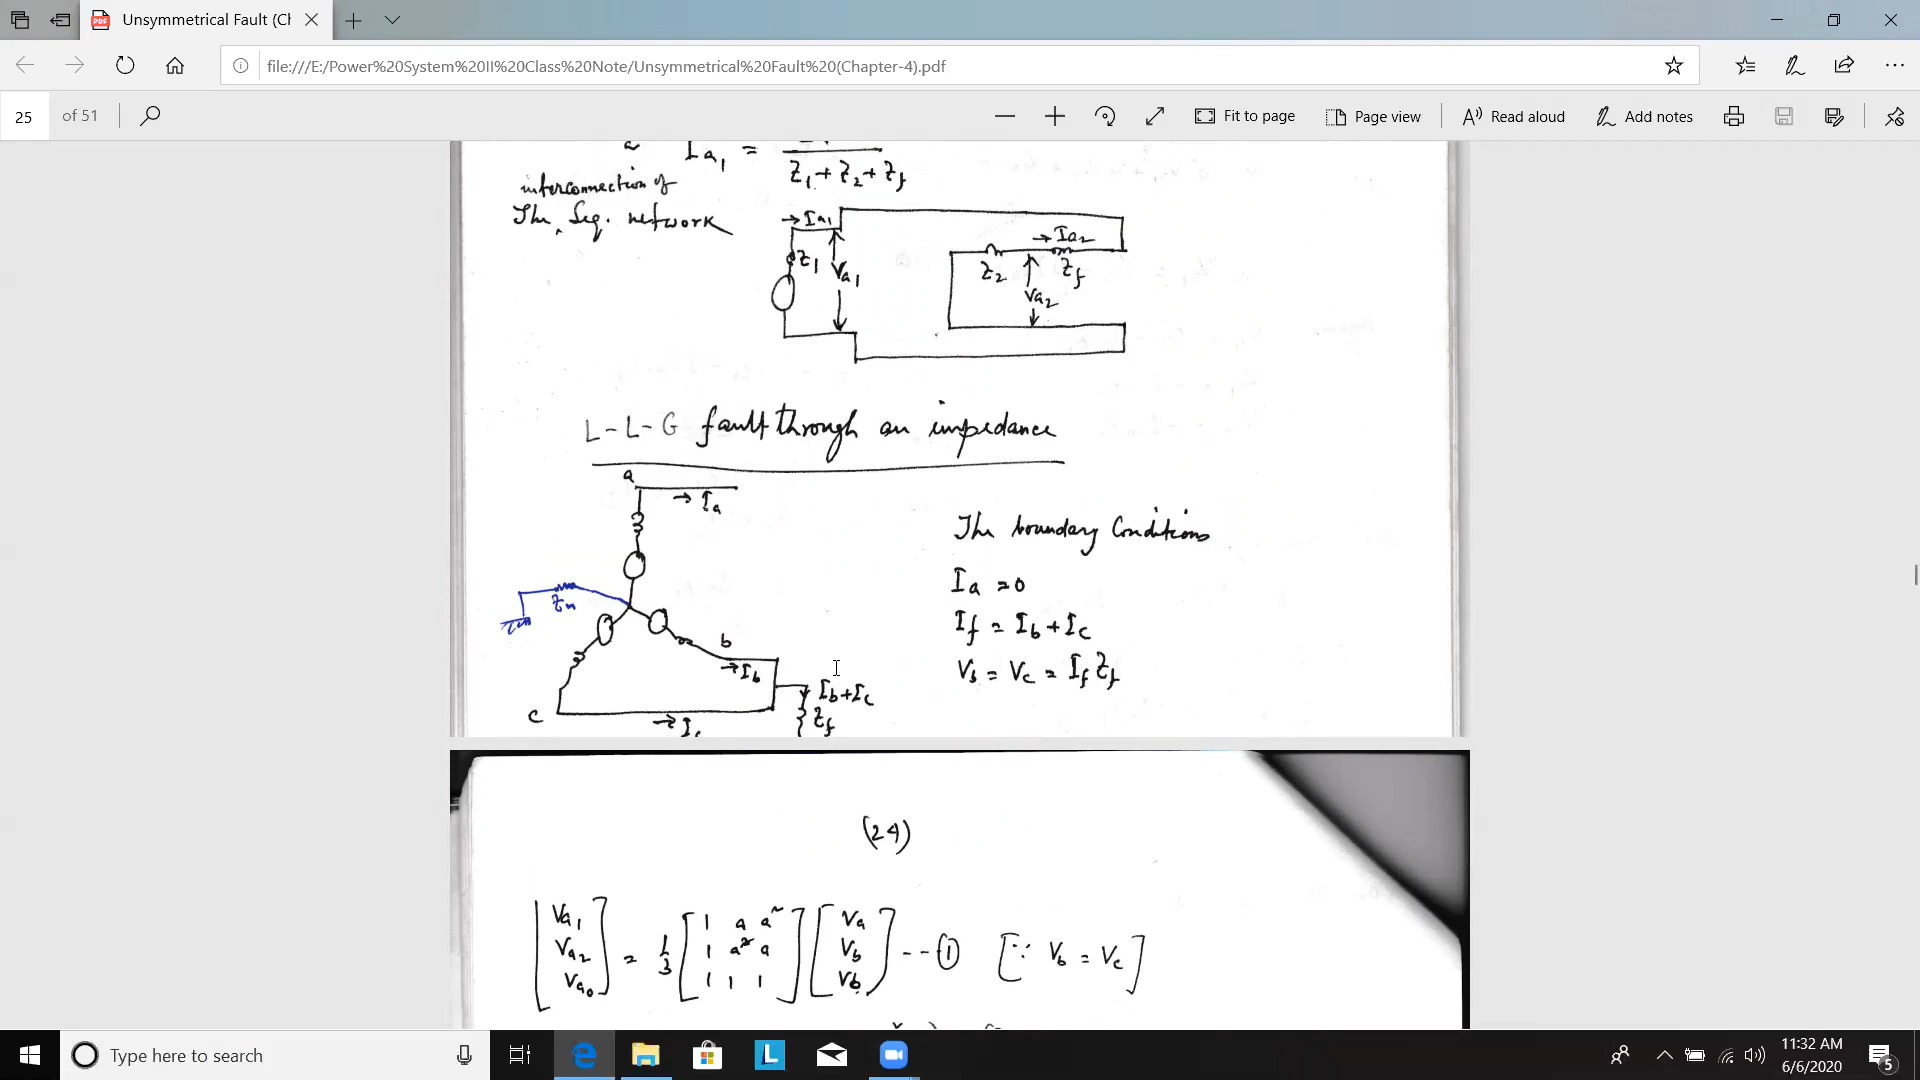 Unsymmetrical Fault (Ch
file:///E:/Power%20System%20II%20Class%20Note/Unsymmetrical%20Fault%20(Chapter-4).pdf
25 of 51
Fit to page
Page view
Read aloud
Add notes
Ia1 =
Z1+Z2+Zf
interconnection of
The Seq. network
Ia1
Z1
Va1
Ia2
Z2
Zf
Va2
L-L-G fault through an impedance
a
Ia
The boundary Conditions
Ia = 0
Zn
If = Ib+Ic
b
Ib
Vb = Vc = If Zf
Ib+Ic
c
Zf
(24)
Va1
Va2
Va0
= 1/3
1 a a²
1 a² a
1 1 1
Va
Vb
Vb
--①
[∵ Vb = Vc]
Type here to search
11:32 AM
6/6/2020
5